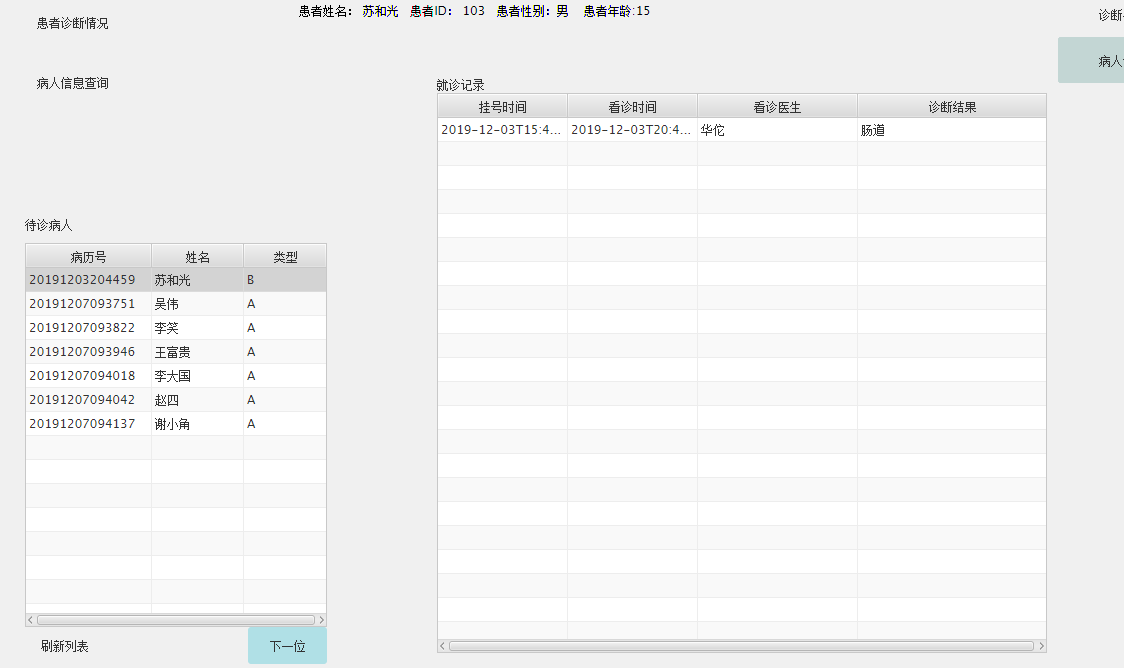 患者姓名： 苏和光 患者ID： 103 患者性别：男 患者年龄:15
患者诊断情况
诊断
病人信息查询
病人
就诊记录
挂号时间 看诊时间 看诊医生 诊断结果
2019-12-03T15:4... 2019-12-03T20:4... 华佗 肠道
待诊病人
病历号 姓名 类型
20191203204459 苏和光 B
20191207093751 吴伟 A
20191207093822 李笑 A
20191207093946 王富贵 A
20191207094018 李大国 A
20191207094042 赵四 A
20191207094137 谢小角 A
刷新列表 下一位